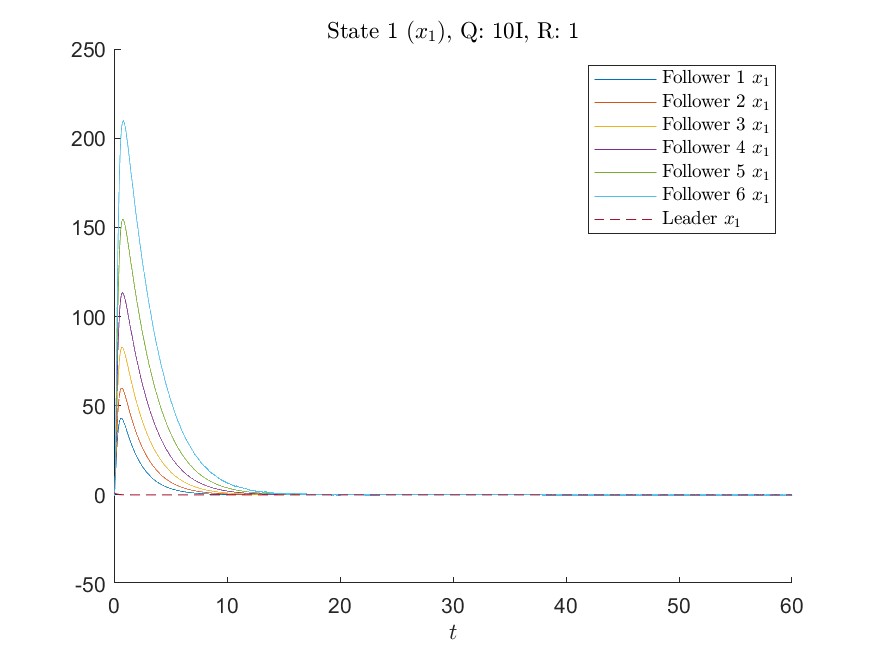 State 1 (x₁), Q: 10I, R: 1
250
200
150
100
50
0
-50
0 10 20 30 40 50 60
t
Follower 1 x₁
Follower 2 x₁
Follower 3 x₁
Follower 4 x₁
Follower 5 x₁
Follower 6 x₁
Leader x₁